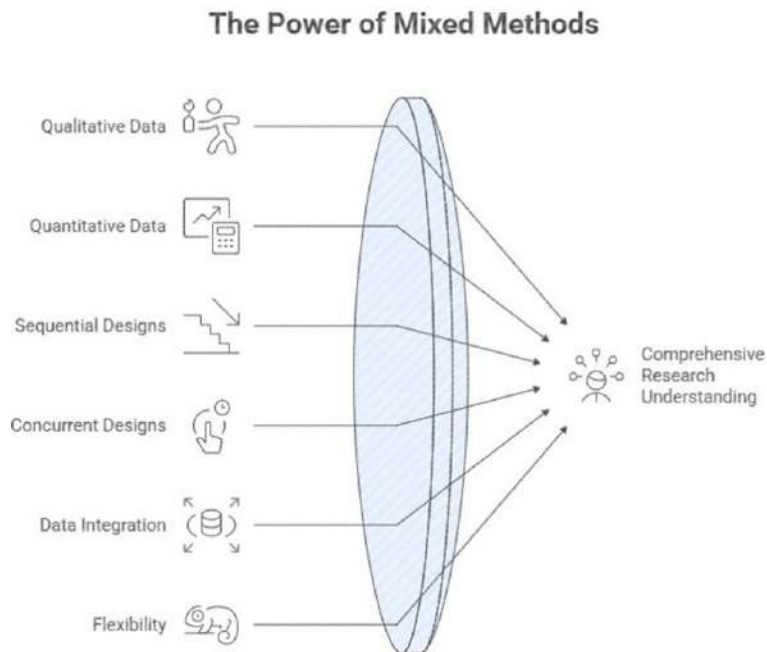 The Power of Mixed Methods
Qualitative Data
Quantitative Data
Sequential Designs
Concurrent Designs
Data Integration
Flexibility
Comprehensive
Research
Understanding